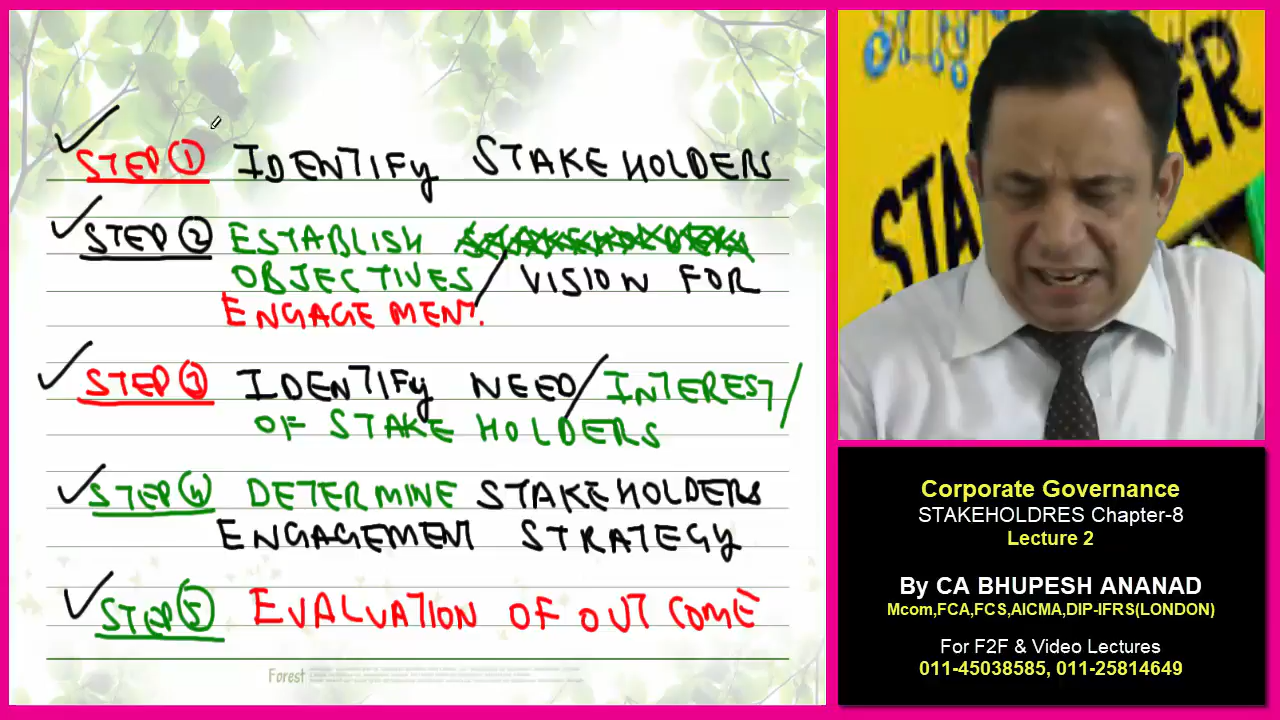 STEP 1 IDENTIFY STAKEHOLDERS
STEP 2 ESTABLISH
OBJECTIVES / VISION FOR
ENGAGEMENT.
STEP 3 IDENTIFY NEED / INTEREST /
OF STAKE HOLDERS
STEP 4 DETERMINE STAKEHOLDERS
ENGAGEMENT STRATEGY
STEP 5 EVALUATION OF OUT COME
Forest
Corporate Governance
STAKEHOLDRES Chapter-8
Lecture 2
By CA BHUPESH ANANAD
Mcom,FCA,FCS,AICMA,DIP-IFRS(LONDON)
For F2F & Video Lectures
011-45038585, 011-25814649